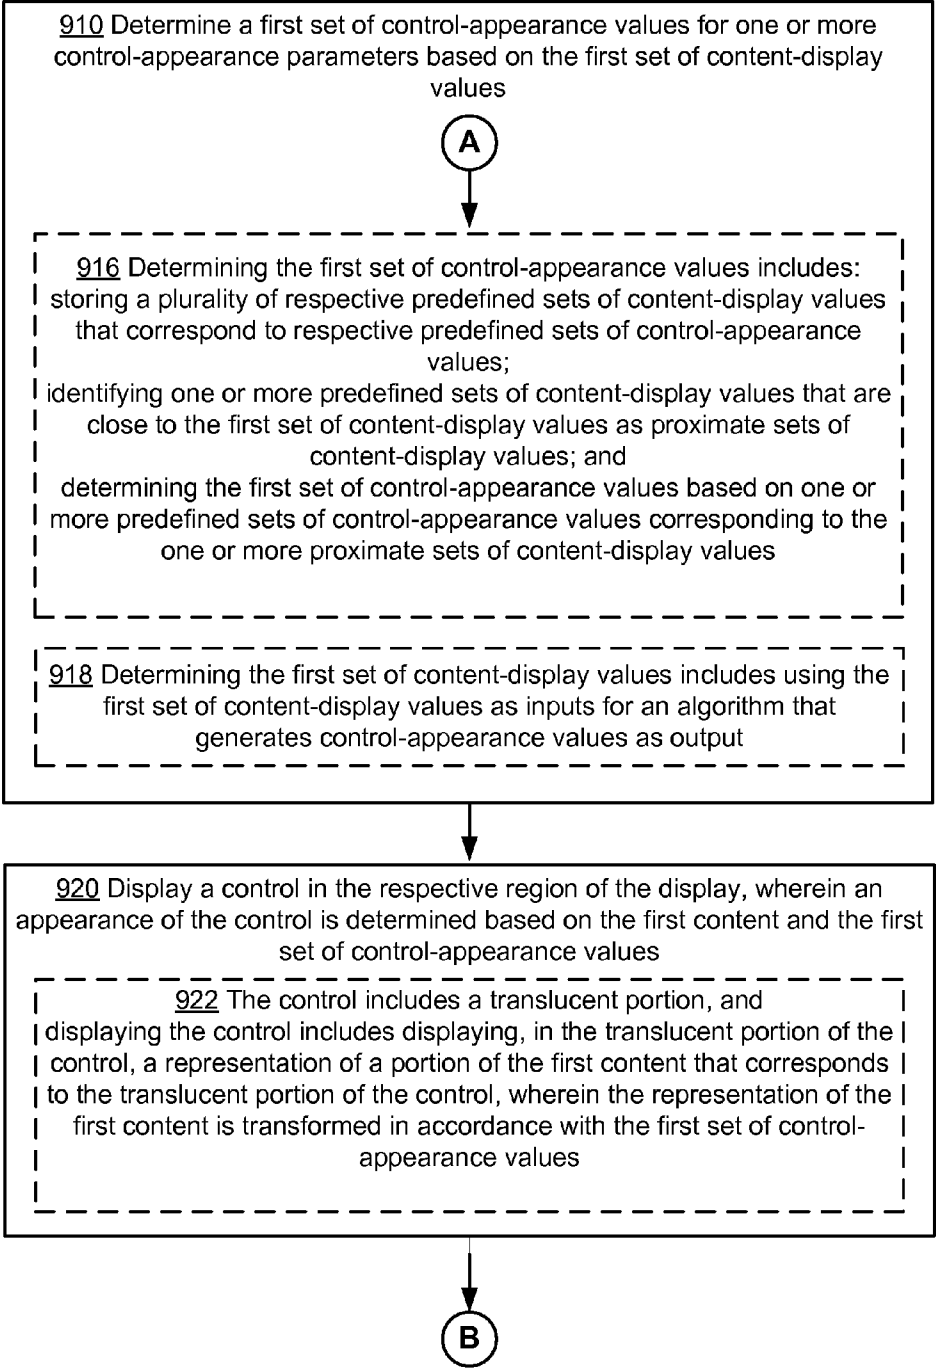 910 Determine a first set of control-appearance values for one or more
control-appearance parameters based on the first set of content-display
values
A
916 Determining the first set of control-appearance values includes:
storing a plurality of respective predefined sets of content-display values
that correspond to respective predefined sets of control-appearance
values;
identifying one or more predefined sets of content-display values that are
close to the first set of content-display values as proximate sets of
content-display values; and
determining the first set of control-appearance values based on one or
more predefined sets of control-appearance values corresponding to the
one or more proximate sets of content-display values
918 Determining the first set of content-display values includes using the
first set of content-display values as inputs for an algorithm that
generates control-appearance values as output
920 Display a control in the respective region of the display, wherein an
appearance of the control is determined based on the first content and the first
set of control-appearance values
922 The control includes a translucent portion, and
displaying the control includes displaying, in the translucent portion of the
control, a representation of a portion of the first content that corresponds
to the translucent portion of the control, wherein the representation of the
first content is transformed in accordance with the first set of control-
appearance values
B